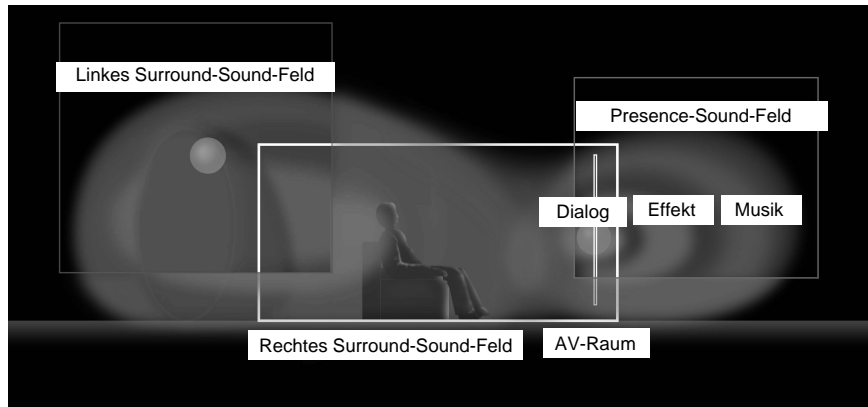 Linkes Surround-Sound-Feld
Presence-Sound-Feld
Dialog
Effekt
Musik
Rechtes Surround-Sound-Feld
AV-Raum